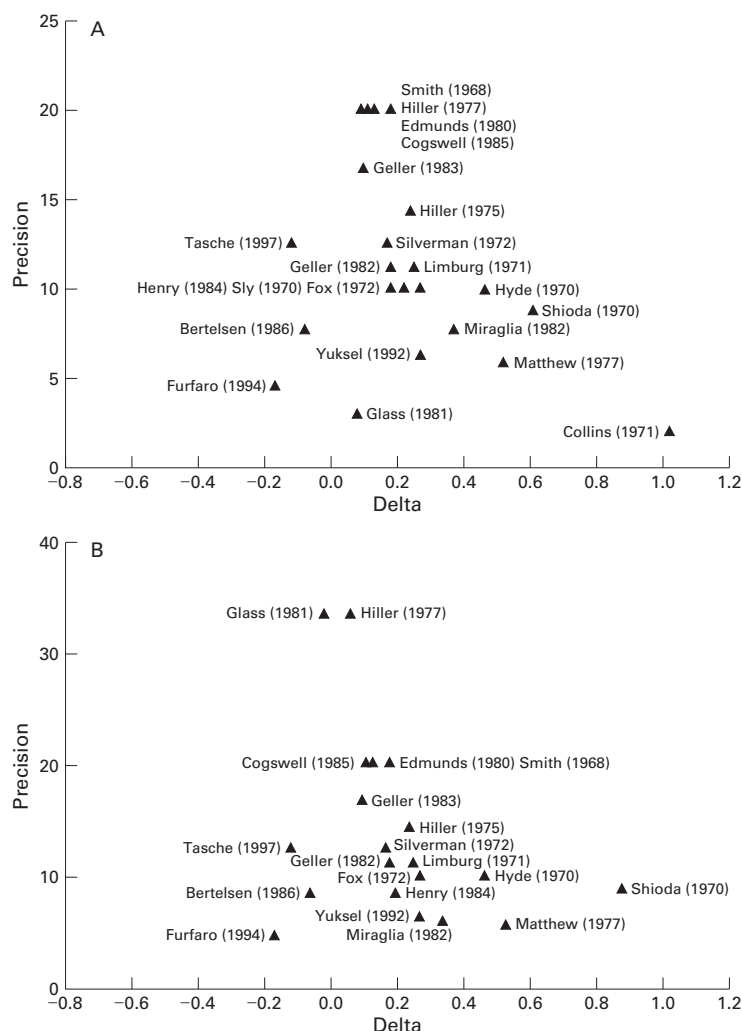 A
25
20
15
10
5
0
Precision
Smith (1968)
Hiller (1977)
Edmunds (1980)
Cogswell (1985)
Geller (1983)
Hiller (1975)
Tasche (1997)
Silverman (1972)
Geller (1982)
Limburg (1971)
Henry (1984) Sly (1970) Fox (1972)
Hyde (1970)
Shioda (1970)
Bertelsen (1986)
Miraglia (1982)
Yuksel (1992)
Matthew (1977)
Furfaro (1994)
Glass (1981)
Collins (1971)
−0.8 −0.6 −0.4 −0.2 0.0 0.2 0.4 0.6 0.8 1.0 1.2
Delta
B
40
30
20
10
0
Precision
Glass (1981)
Hiller (1977)
Cogswell (1985)
Edmunds (1980) Smith (1968)
Geller (1983)
Hiller (1975)
Tasche (1997)
Silverman (1972)
Geller (1982)
Limburg (1971)
Fox (1972)
Hyde (1970)
Bertelsen (1986)
Henry (1984)
Shioda (1970)
Yuksel (1992)
Miraglia (1982)
Matthew (1977)
Furfaro (1994)
−0.8 −0.6 −0.4 −0.2 0.0 0.2 0.4 0.6 0.8 1.0 1.2
Delta